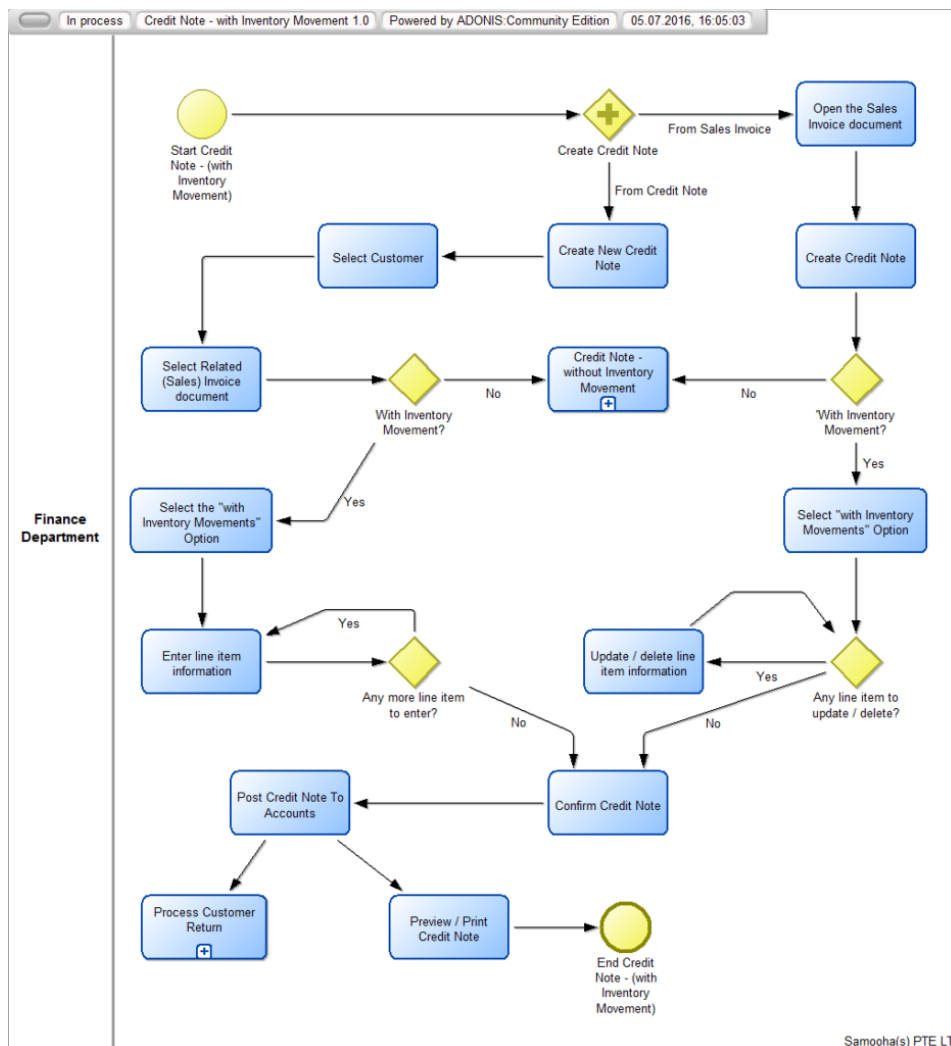 In process
Credit Note - with Inventory Movement 1.0
Powered by ADONIS:Community Edition
05.07.2016, 16:05:03
Finance
Department
Start Credit
Note - (with
Inventory
Movement)
Create Credit Note
From Sales Invoice
Open the Sales
Invoice document
From Credit Note
Select Customer
Create New Credit
Note
Create Credit Note
Select Related
(Sales) Invoice
document
With Inventory
Movement?
No
Credit Note -
without Inventory
Movement
No
'With Inventory
Movement?
Yes
Yes
Select the "with
Inventory Movements"
Option
Select "with Inventory
Movements" Option
Yes
Enter line item
information
Any more line item
to enter?
No
Update / delete line
item information
Yes
Any line item to
update / delete?
No
Post Credit Note To
Accounts
Confirm Credit Note
Process Customer
Return
Preview / Print
Credit Note
End Credit
Note - (with
Inventory
Movement)
Samooha(s) PTE LT